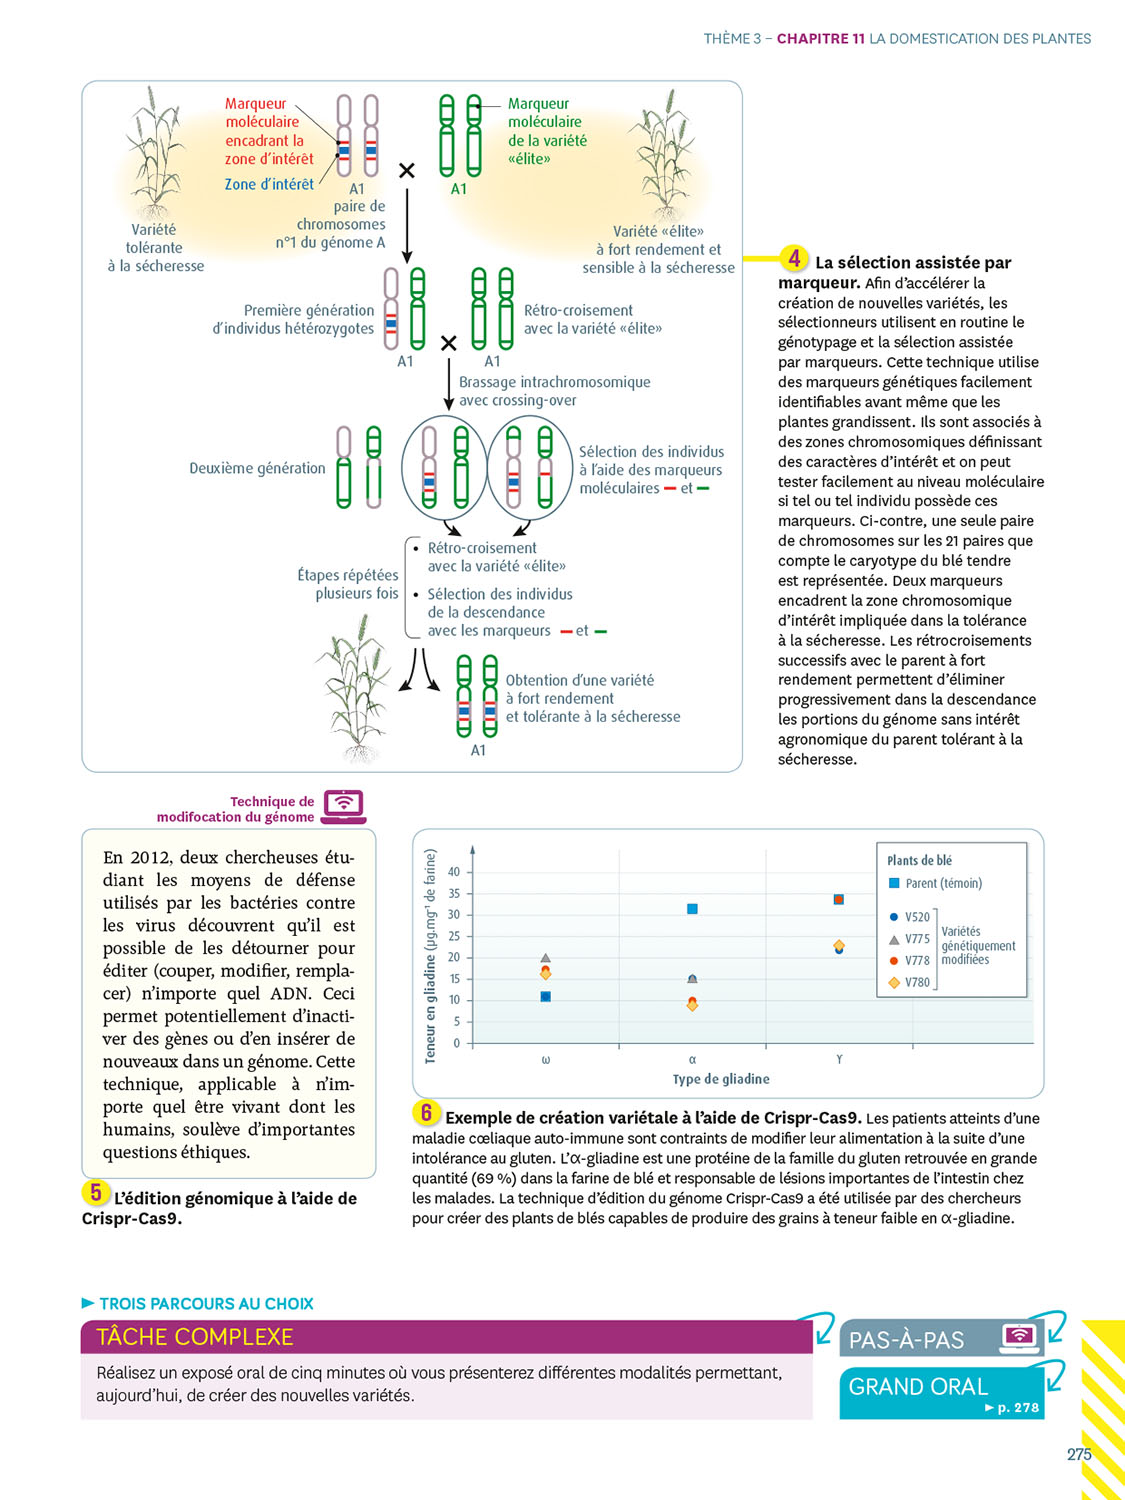 THÈME 3 – CHAPITRE 11 LA DOMESTICATION DES PLANTES
Marqueur
moléculaire
encadrant la
zone d'intérêt
Zone d'intérêt
A1
paire de
chromosomes
n°1 du génome A
Marqueur
moléculaire
de la variété
«élite»
A1
Variété
tolérante
à la sécheresse
Variété «élite»
à fort rendement et
sensible à la sécheresse
Première génération
d'individus hétérozygotes
Rétro-croisement
avec la variété «élite»
A1
A1
Brassage intrachromosomique
avec crossing-over
Deuxième génération
Sélection des individus
à l'aide des marqueurs
moléculaires – et –
Étapes répétées
plusieurs fois
• Rétro-croisement
avec la variété «élite»
• Sélection des individus
de la descendance
avec les marqueurs – et –
Obtention d'une variété
à fort rendement
et tolérante à la sécheresse
A1
4 La sélection assistée par
marqueur. Afin d'accélérer la
création de nouvelles variétés, les
sélectionneurs utilisent en routine le
génotypage et la sélection assistée
par marqueurs. Cette technique utilise
des marqueurs génétiques facilement
identifiables avant même que les
plantes grandissent. Ils sont associés à
des zones chromosomiques définissant
des caractères d'intérêt et on peut
tester facilement au niveau moléculaire
si tel ou tel individu possède ces
marqueurs. Ci-contre, une seule paire
de chromosomes sur les 21 paires que
compte le caryotype du blé tendre
est représentée. Deux marqueurs
encadrent la zone chromosomique
d'intérêt impliquée dans la tolérance
à la sécheresse. Les rétrocroisements
successifs avec le parent à fort
rendement permettent d'éliminer
progressivement dans la descendance
les portions du génome sans intérêt
agronomique du parent tolérant à la
sécheresse.
Technique de
modifocation du génome
En 2012, deux chercheuses étu-
diant les moyens de défense
utilisés par les bactéries contre
les virus découvrent qu'il est
possible de les détourner pour
éditer (couper, modifier, rempla-
cer) n'importe quel ADN. Ceci
permet potentiellement d'inacti-
ver des gènes ou d'en insérer de
nouveaux dans un génome. Cette
technique, applicable à n'im-
porte quel être vivant dont les
humains, soulève d'importantes
questions éthiques.
5 L'édition génomique à l'aide de
Crispr-Cas9.
Teneur en gliadine (µg.mg⁻¹ de farine)
40
35
30
25
20
15
10
5
0
ω
α
γ
Type de gliadine
Plants de blé
Parent (témoin)
V520
V775
V778
V780
Variétés
génétiquement
modifiées
6 Exemple de création variétale à l'aide de Crispr-Cas9. Les patients atteints d'une
maladie cœliaque auto-immune sont contraints de modifier leur alimentation à la suite d'une
intolérance au gluten. L'α-gliadine est une protéine de la famille du gluten retrouvée en grande
quantité (69 %) dans la farine de blé et responsable de lésions importantes de l'intestin chez
les malades. La technique d'édition du génome Crispr-Cas9 a été utilisée par des chercheurs
pour créer des plants de blés capables de produire des grains à teneur faible en α-gliadine.
► TROIS PARCOURS AU CHOIX
TÂCHE COMPLEXE
Réalisez un exposé oral de cinq minutes où vous présenterez différentes modalités permettant,
aujourd'hui, de créer des nouvelles variétés.
PAS-À-PAS
GRAND ORAL
► p. 278
275